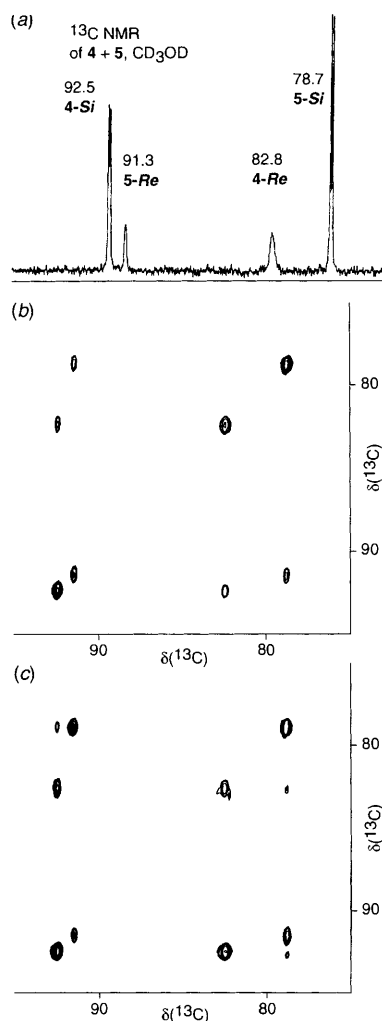 (a)
¹³C NMR
of 4 + 5, CD₃OD
92.5
4-Si
91.3
5-Re
82.8
4-Re
78.7
5-Si
(b)
80
90
δ(¹³C)
90
80
δ(¹³C)
(c)
80
90
δ(¹³C)
90
80
δ(¹³C)